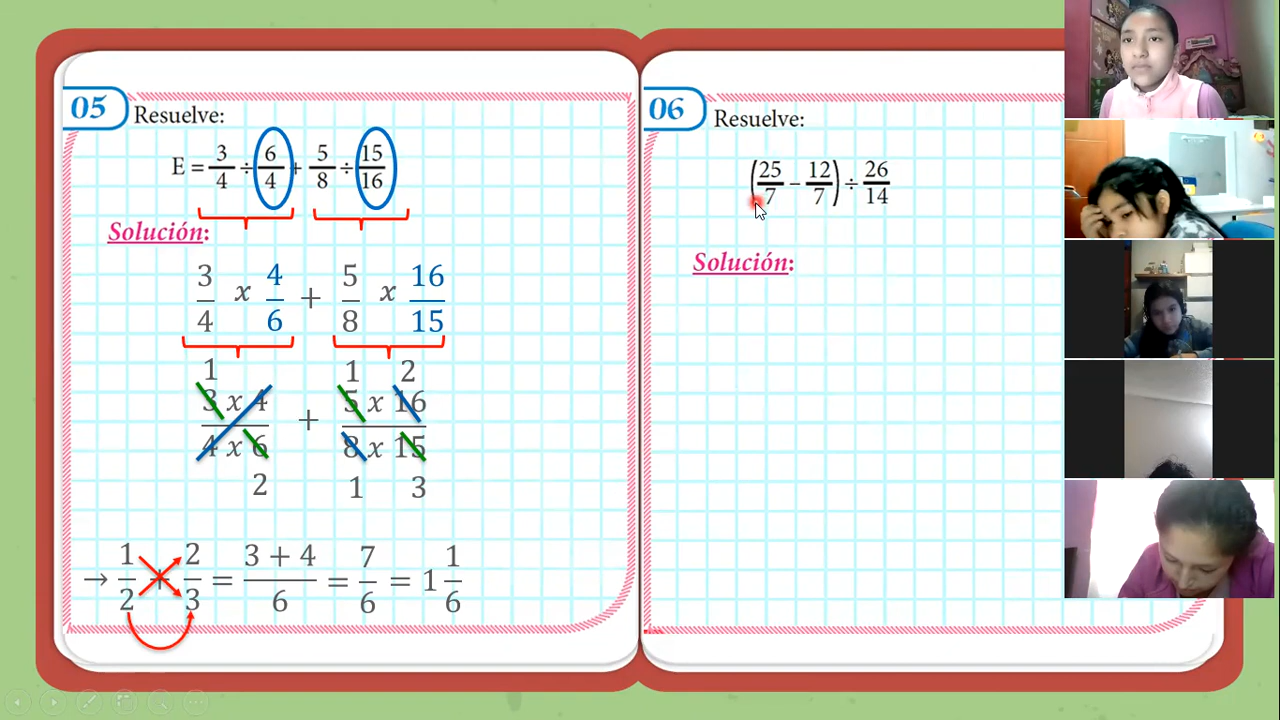 05 Resuelve:
E = 3/4 ÷ 6/4 + 5/8 ÷ 15/16
Solución:
3/4 x 4/6 + 5/8 x 16/15
1 1 2
3 x 4 + 5 x 16
4 x 6 8 x 15
2 1 3
→ 1/2 + 2/3 = 3 + 4/6 = 7/6 = 1 1/6
06 Resuelve:
(25/7 − 12/7) ÷ 26/14
Solución: